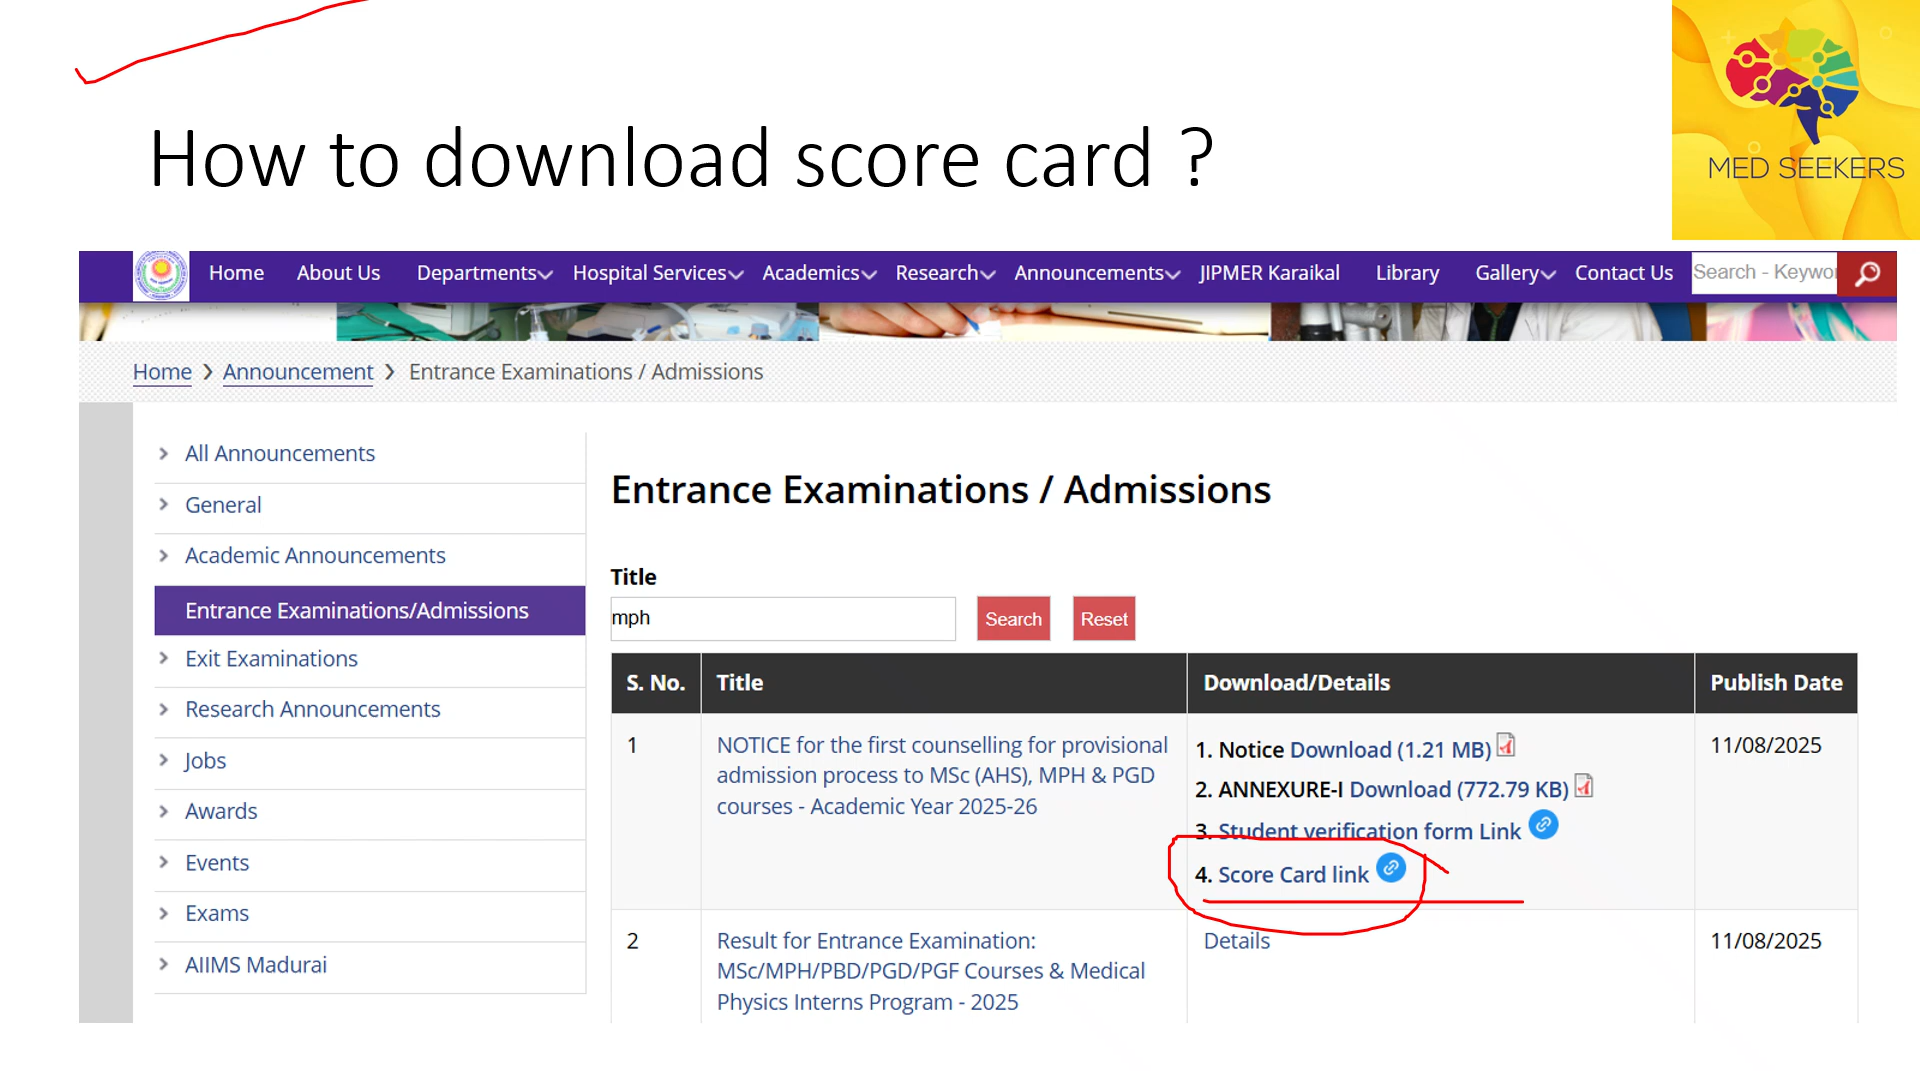 How to download score card ?
MED SEEKERS
Home About Us Departments Hospital Services Academics Research Announcements JIPMER Karaikal Library Gallery Contact Us Search - Keywor
Home > Announcement > Entrance Examinations / Admissions
All Announcements
General
Academic Announcements
Entrance Examinations/Admissions
Exit Examinations
Research Announcements
Jobs
Awards
Events
Exams
AIIMS Madurai
Entrance Examinations / Admissions
Title
mph Search Reset
S. No. Title Download/Details Publish Date
1
NOTICE for the first counselling for provisional
admission process to MSc (AHS), MPH & PGD
courses - Academic Year 2025-26
1. Notice Download (1.21 MB)
2. ANNEXURE-I Download (772.79 KB)
3. Student verification form Link
4. Score Card link
11/08/2025
2
Result for Entrance Examination:
MSc/MPH/PBD/PGD/PGF Courses & Medical
Physics Interns Program - 2025
Details
11/08/2025